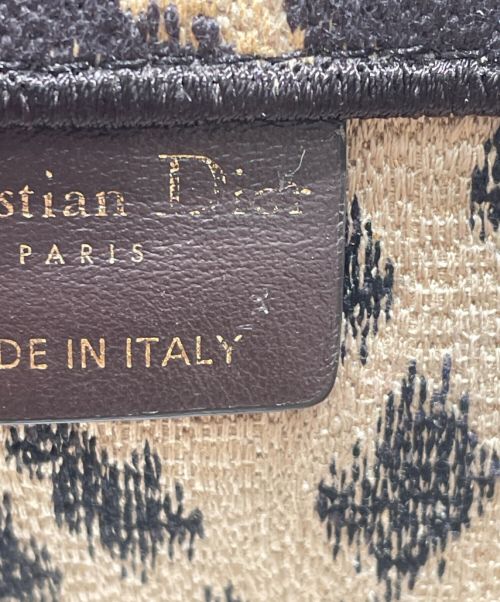 stian Dior
PARIS
DE IN ITALY